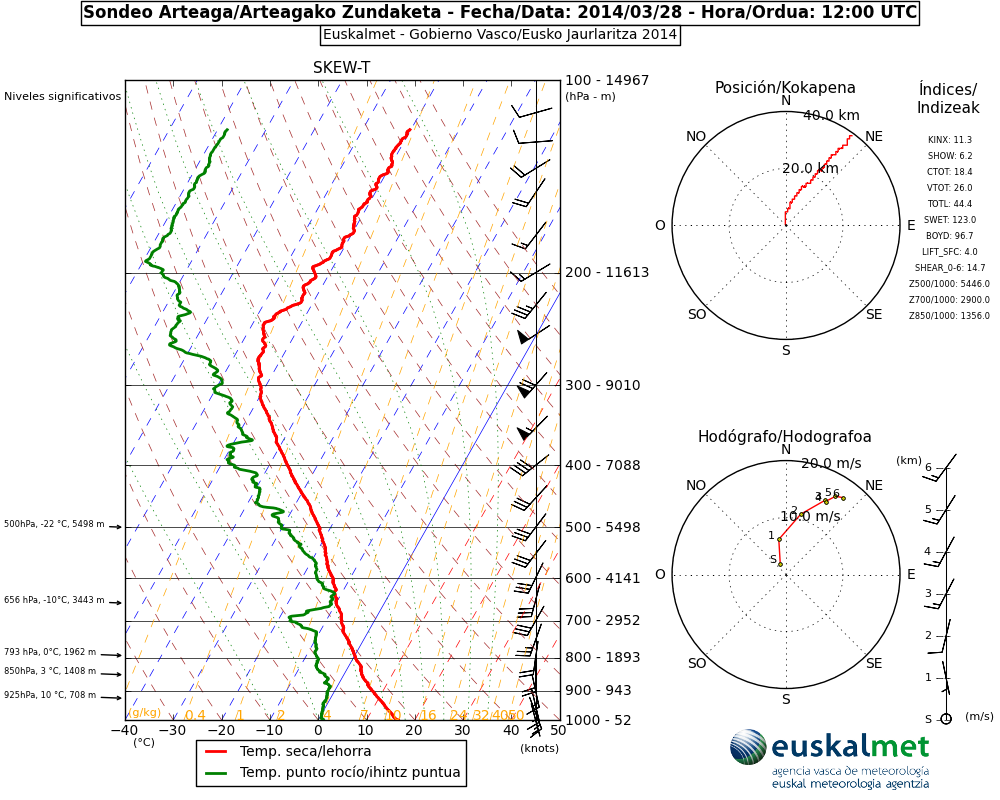 Sondeo Arteaga/Arteagako Zundaketa - Fecha/Data: 2014/03/28 - Hora/Ordua: 12:00 UTC
Euskalmet - Gobierno Vasco/Eusko Jaurlaritza 2014
SKEW-T
Niveles significativos
500hPa, -22 °C, 5498 m
656 hPa, -10°C, 3443 m
793 hPa, 0°C, 1962 m
850hPa, 3 °C, 1408 m
925hPa, 10 °C, 708 m
100 - 14967
(hPa - m)
200 - 11613
300 - 9010
400 - 7088
500 - 5498
600 - 4141
700 - 2952
800 - 1893
900 - 943
1000 - 52
(g/kg) 0.4 1 2 4 10 16 24 32
−40 −30 −20 −10 0 10 20 30 40 50
(°C)
(knots)
Temp. seca/lehorra
Temp. punto rocío/ihintz puntua
Posición/Kokapena
N
40.0 km
NO
NE
20.0 km
O
E
SO
SE
S
Índices/
Indizeak
KINX: 11.3
SHOW: 6.2
CTOT: 18.4
VTOT: 26.0
TOTL: 44.4
SWET: 123.0
BOYD: 96.7
LIFT_SFC: 4.0
SHEAR_0-6: 14.7
Z500/1000: 5446.0
Z700/1000: 2900.0
Z850/1000: 1356.0
Hodógrafo/Hodografoa
N
20.0 m/s
NO
NE
5
6
2
10.0 m/s
1
S
O
E
SO
SE
S
(km)
6
5
4
3
2
1
S
(m/s)
euskalmet
agencia vasca de meteorología
euskal meteorologia agentzia